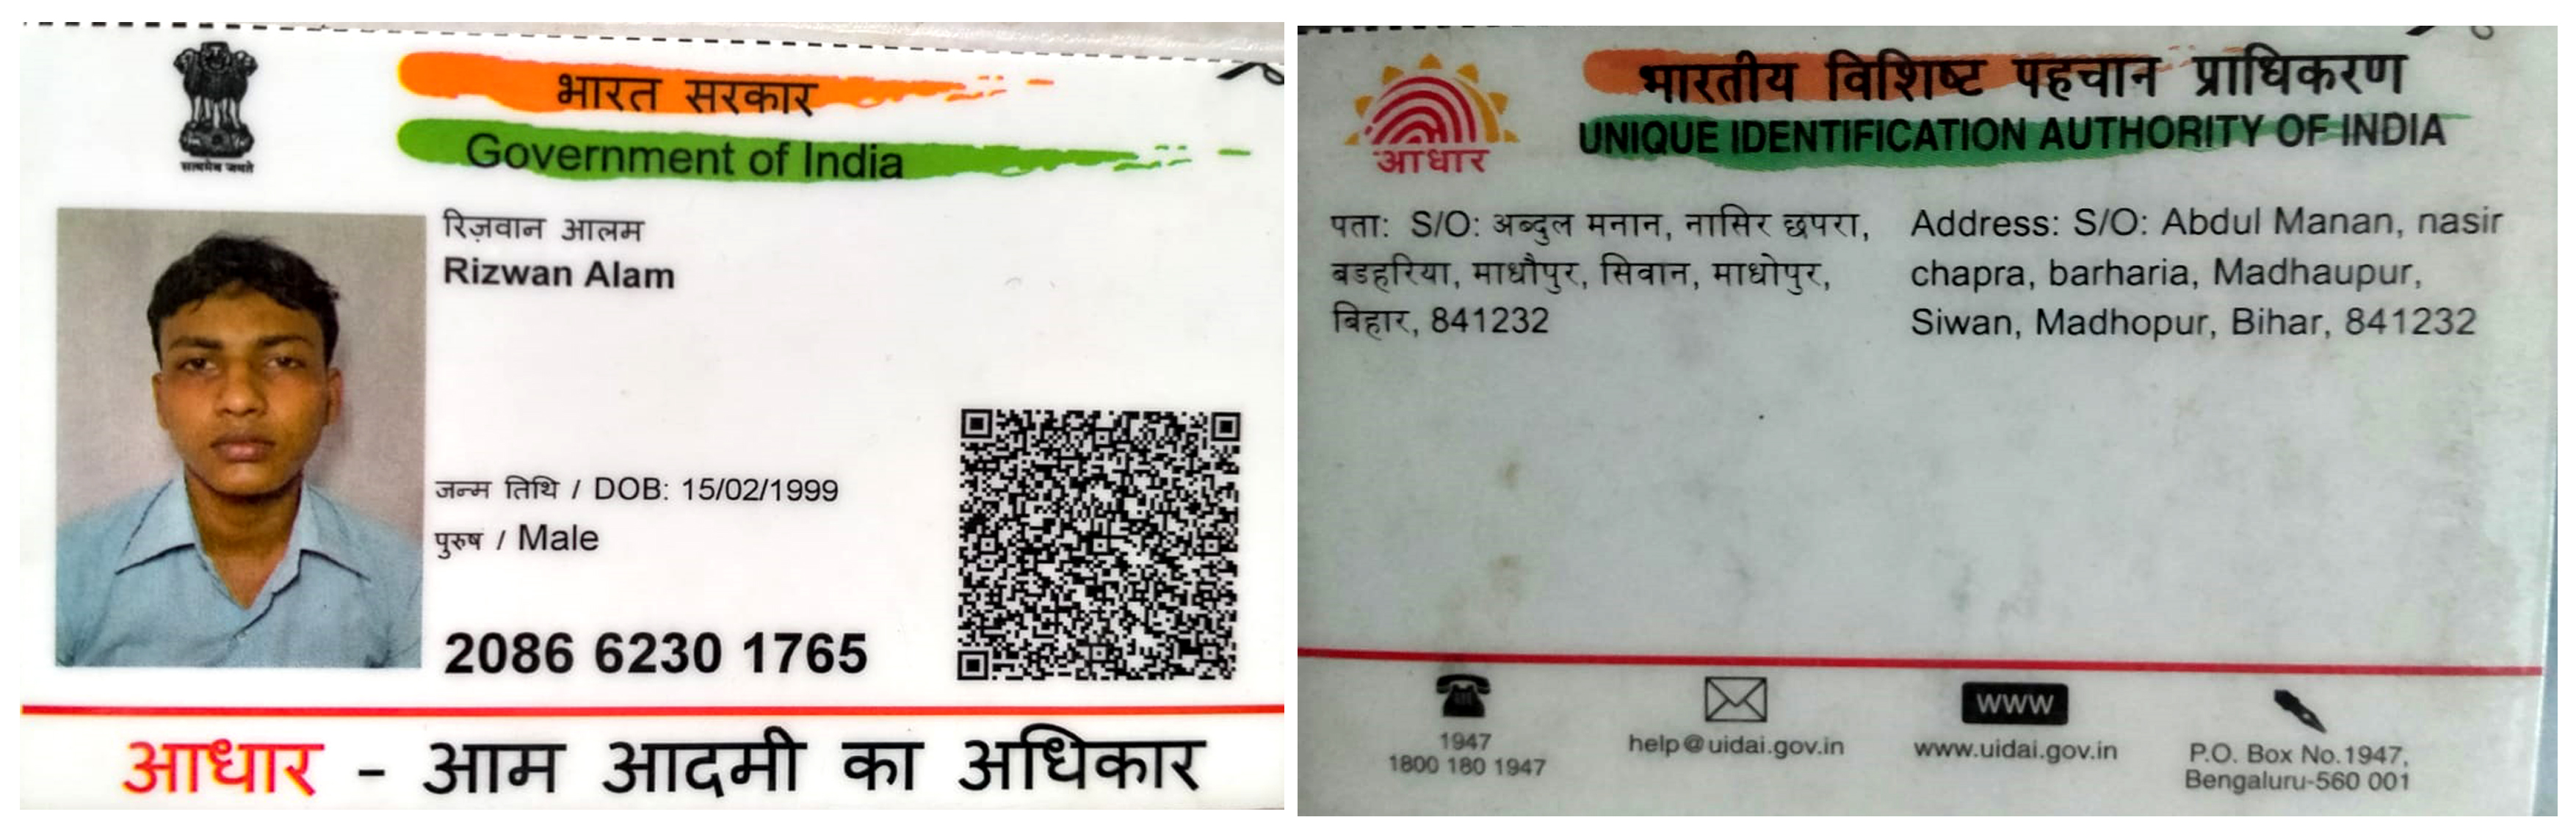 भारत सरकार
Government of India
सत्यमेव जयते
रिज़वान आलम
Rizwan Alam
जन्म तिथि / DOB: 15/02/1999
पुरुष / Male
2086 6230 1765
आधार - आम आदमी का अधिकार
भारतीय विशिष्ट पहचान प्राधिकरण
UNIQUE IDENTIFICATION AUTHORITY OF INDIA
आधार
पता: S/O: अब्दुल मनान, नासिर छपरा,
बडहरिया, माधौपुर, सिवान, माधोपुर,
बिहार, 841232
Address: S/O: Abdul Manan, nasir
chapra, barharia, Madhaupur,
Siwan, Madhopur, Bihar, 841232
1947
1800 180 1947
help@uidai.gov.in
www
www.uidai.gov.in
P.O. Box No.1947,
Bengaluru-560 001